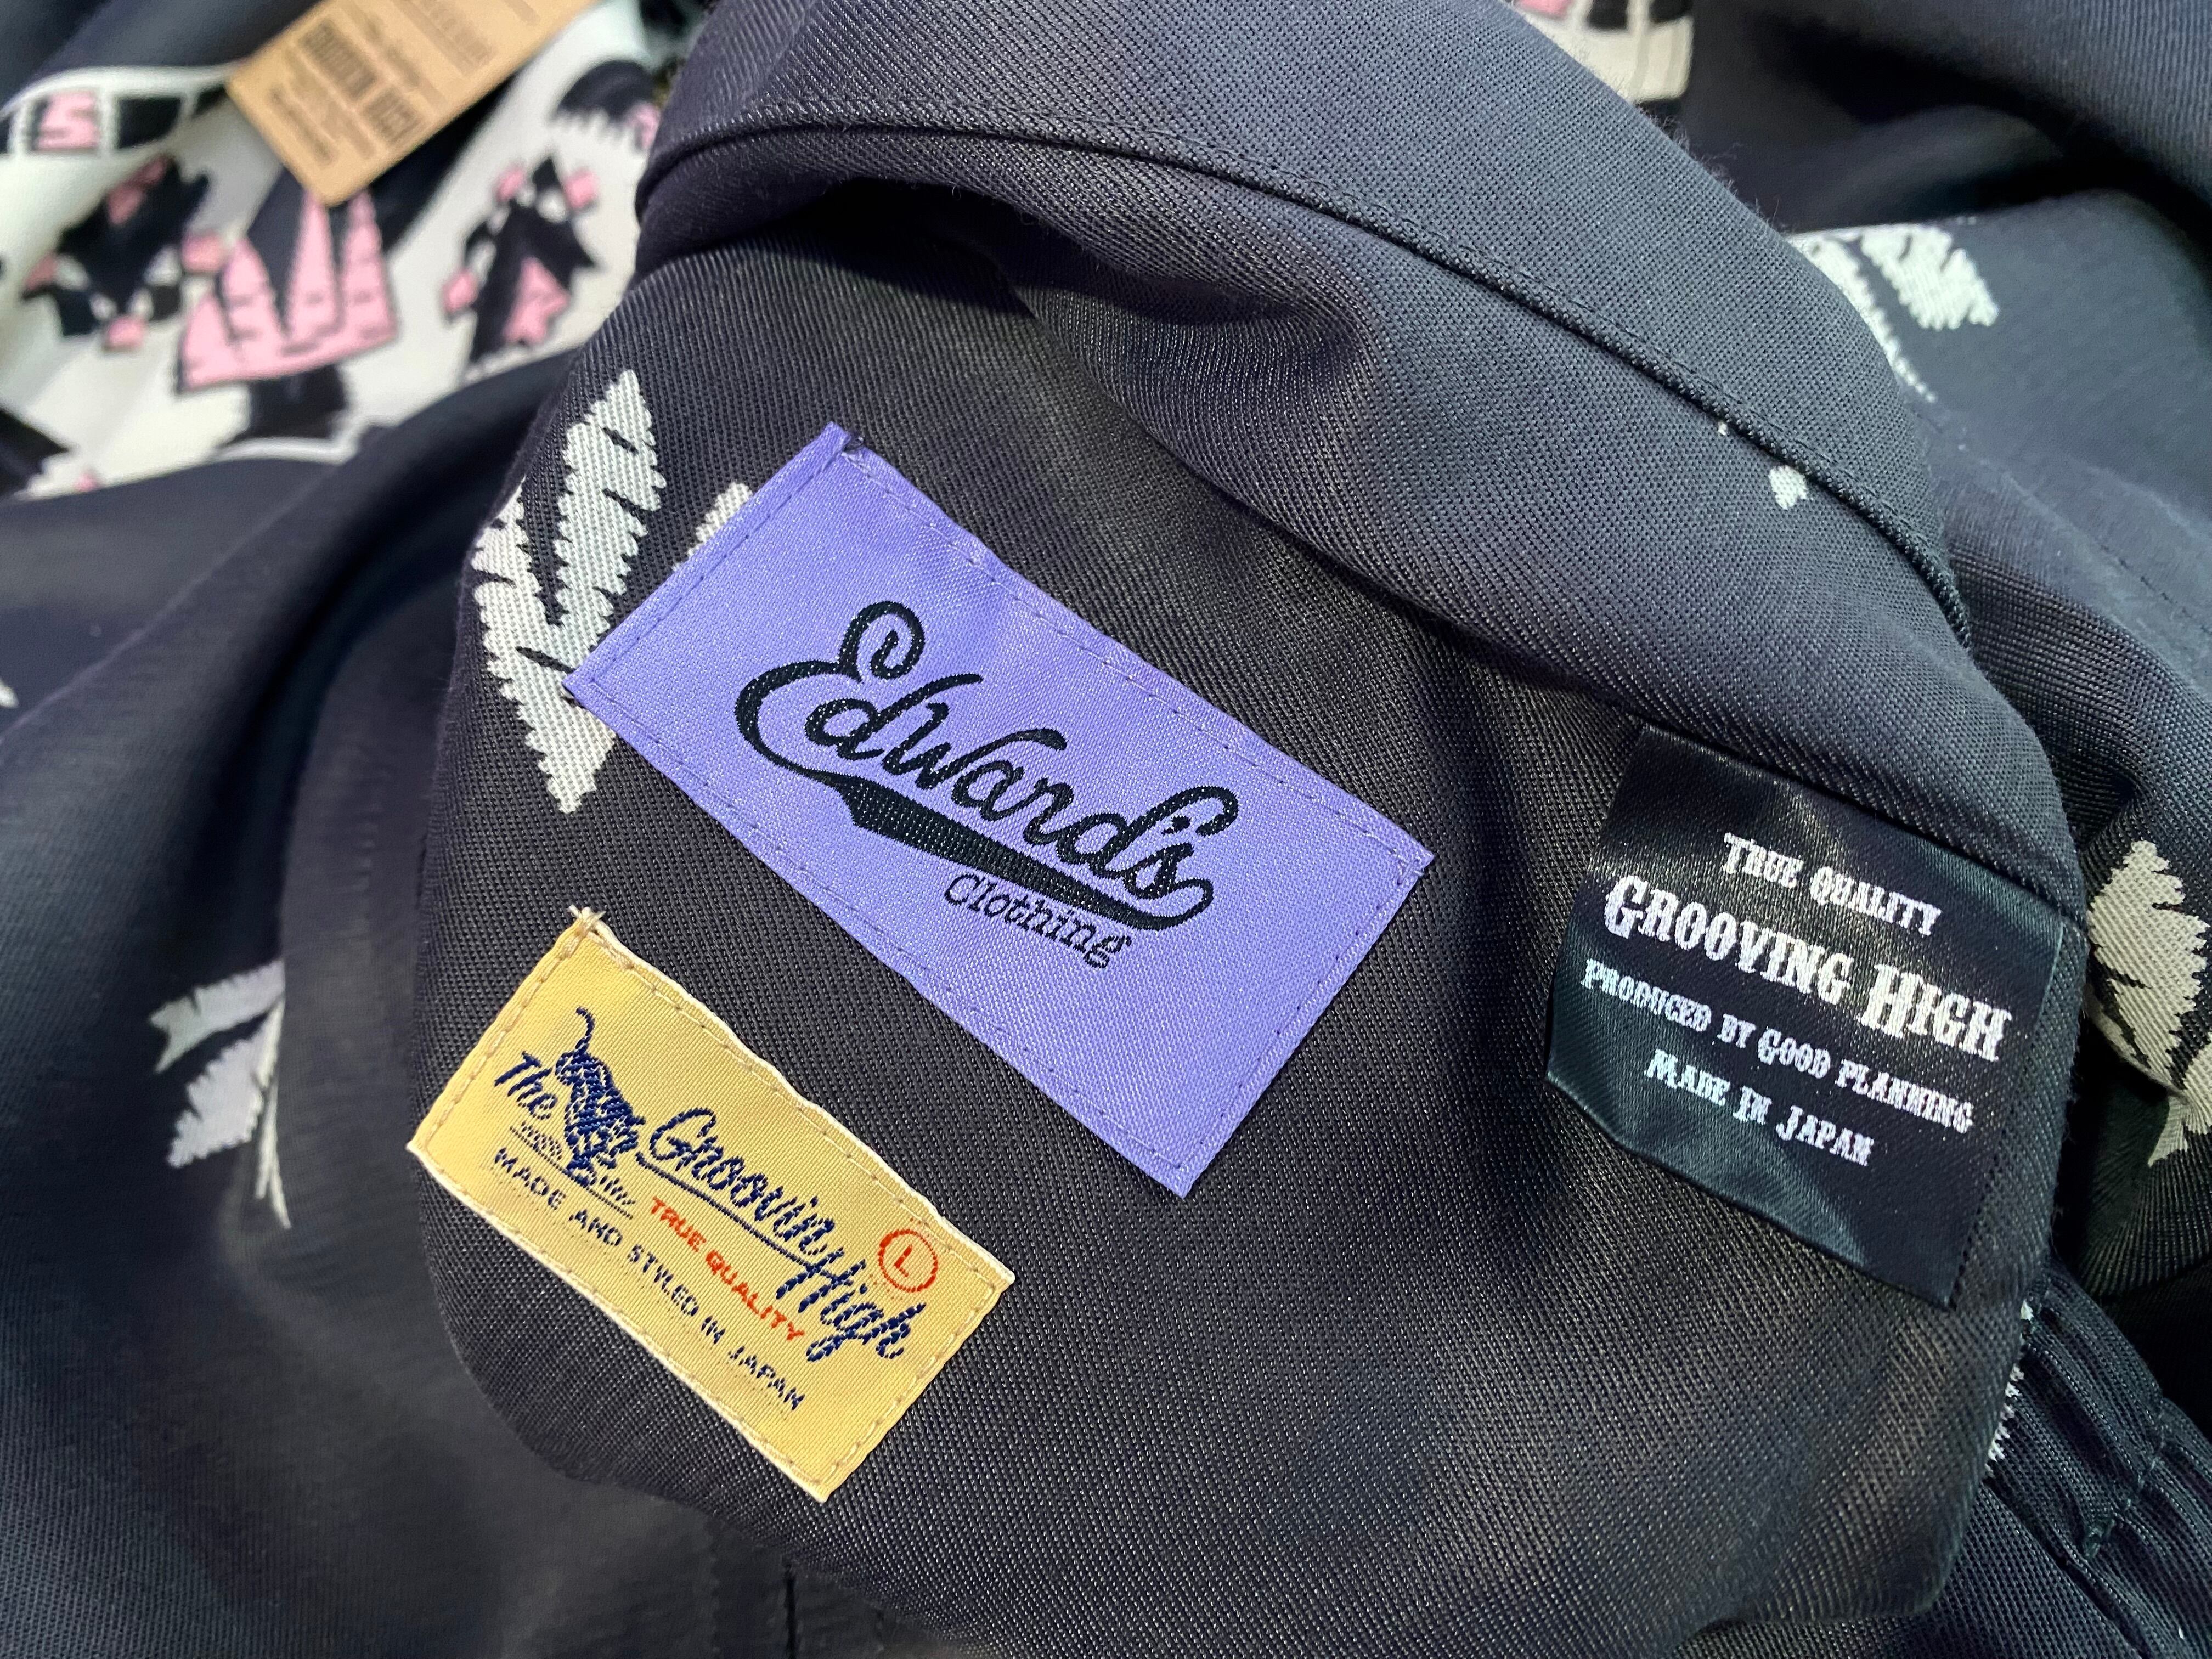 Edward's
Clothing
The Groovin High
TRUE QUALITY
L
MADE AND STYLED IN JAPAN
TRUE QUALITY
GROOVING HIGH
PRODUCED BY GOOD PLANNING
MADE IN JAPAN
S